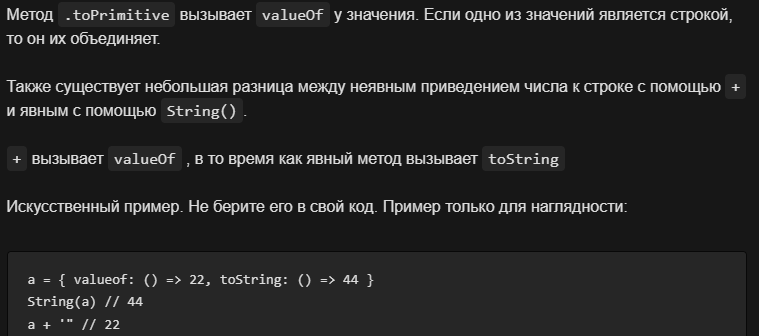 Метод .toPrimitive вызывает valueOf у значения. Если одно из значений является строкой,
то он их объединяет.
Также существует небольшая разница между неявным приведением числа к строке с помощью +
и явным с помощью String().
+ вызывает valueOf , в то время как явный метод вызывает toString
Искусственный пример. Не берите его в свой код. Пример только для наглядности:
a = { valueof: () => 22, toString: () => 44 }
String(a) // 44
a + '" // 22